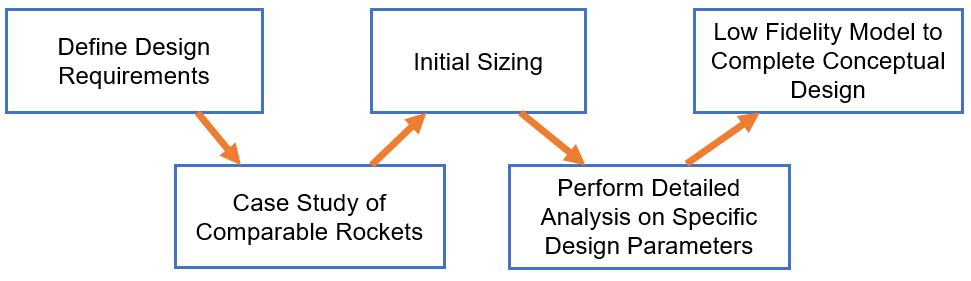 Define Design
Requirements
Case Study of
Comparable Rockets
Initial Sizing
Perform Detailed
Analysis on Specific
Design Parameters
Low Fidelity Model to
Complete Conceptual
Design